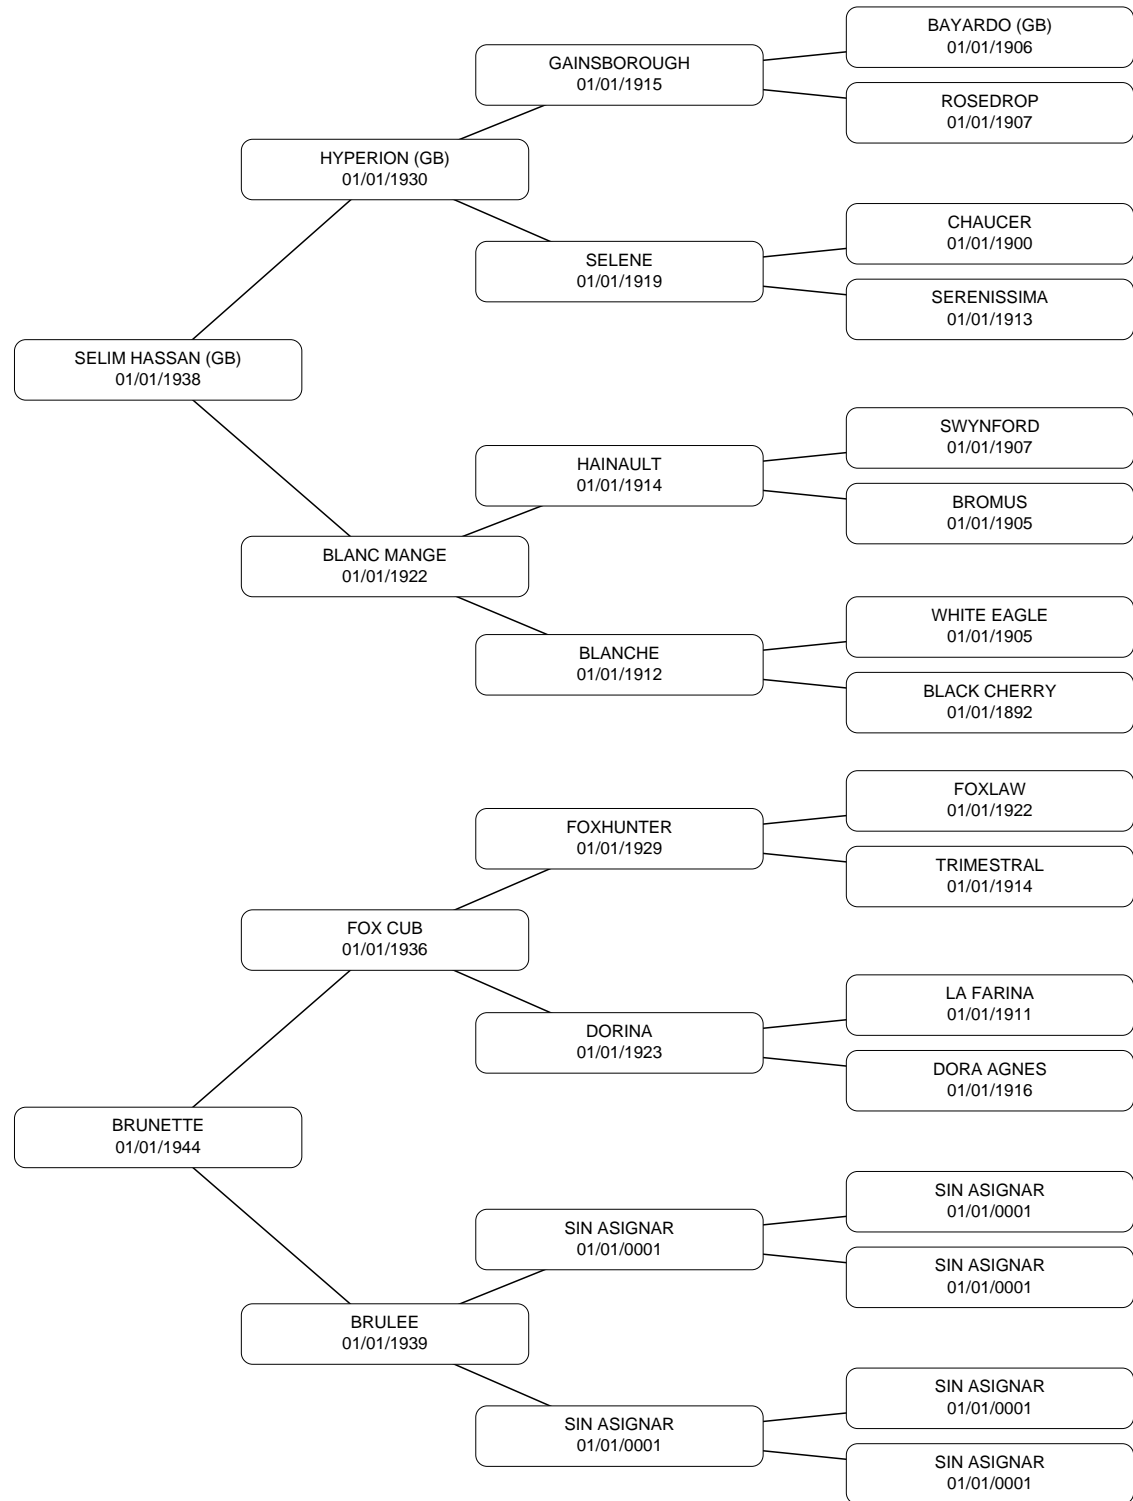 BAYARDO (GB)
01/01/1906
GAINSBOROUGH
01/01/1915
ROSEDROP
01/01/1907
HYPERION (GB)
01/01/1930
CHAUCER
01/01/1900
SELENE
01/01/1919
SERENISSIMA
01/01/1913
SELIM HASSAN (GB)
01/01/1938
SWYNFORD
01/01/1907
HAINAULT
01/01/1914
BROMUS
01/01/1905
BLANC MANGE
01/01/1922
WHITE EAGLE
01/01/1905
BLANCHE
01/01/1912
BLACK CHERRY
01/01/1892
FOXLAW
01/01/1922
FOXHUNTER
01/01/1929
TRIMESTRAL
01/01/1914
FOX CUB
01/01/1936
LA FARINA
01/01/1911
DORINA
01/01/1923
DORA AGNES
01/01/1916
BRUNETTE
01/01/1944
SIN ASIGNAR
01/01/0001
SIN ASIGNAR
01/01/0001
SIN ASIGNAR
01/01/0001
BRULEE
01/01/1939
SIN ASIGNAR
01/01/0001
SIN ASIGNAR
01/01/0001
SIN ASIGNAR
01/01/0001